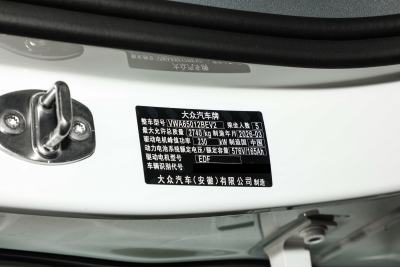 大众汽车牌
整车型号 VWA65012BEV2 乘坐人数 5
最大允许总质量 2740 kg 制造年月 2026-03
驱动电机峰值功率 230 kW 制造国 中国
动力电池系统额定电压/额定容量 576V/165Ah
驱动电机型号 EDF
车辆识别代号
大众汽车(安徽)有限公司 制造